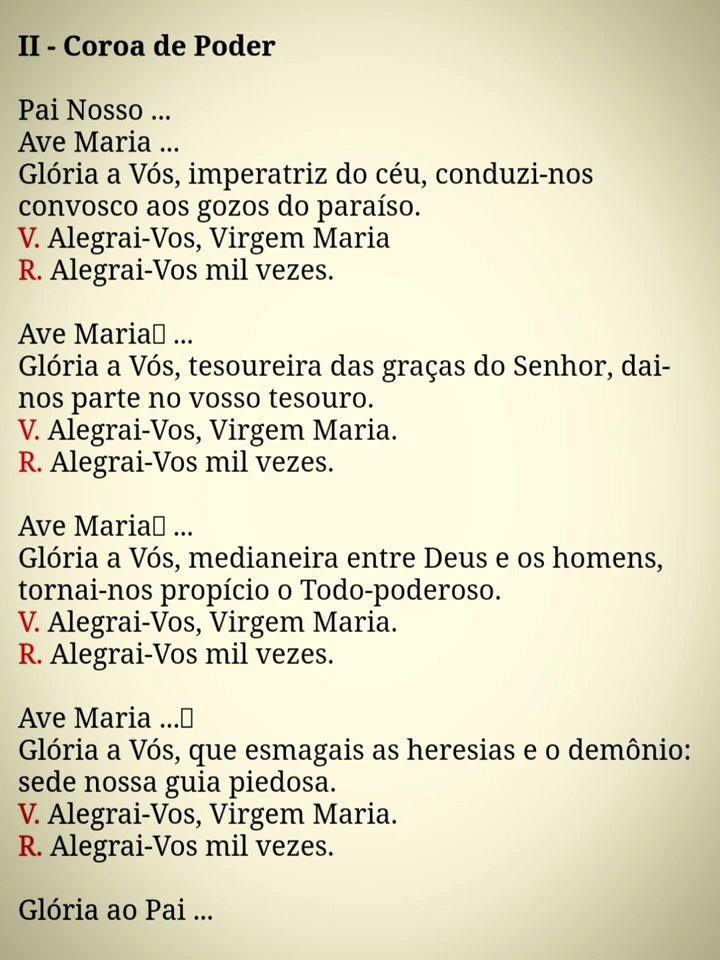 II - Coroa de Poder
Pai Nosso ...
Ave Maria ...
Glória a Vós, imperatriz do céu, conduzi-nos
convosco aos gozos do paraíso.
V. Alegrai-Vos, Virgem Maria
R. Alegrai-Vos mil vezes.
Ave Maria▯ ...
Glória a Vós, tesoureira das graças do Senhor, dai-
nos parte no vosso tesouro.
V. Alegrai-Vos, Virgem Maria.
R. Alegrai-Vos mil vezes.
Ave Maria▯ ...
Glória a Vós, medianeira entre Deus e os homens,
tornai-nos propício o Todo-poderoso.
V. Alegrai-Vos, Virgem Maria.
R. Alegrai-Vos mil vezes.
Ave Maria ...▯
Glória a Vós, que esmagais as heresias e o demônio:
sede nossa guia piedosa.
V. Alegrai-Vos, Virgem Maria.
R. Alegrai-Vos mil vezes.
Glória ao Pai ...